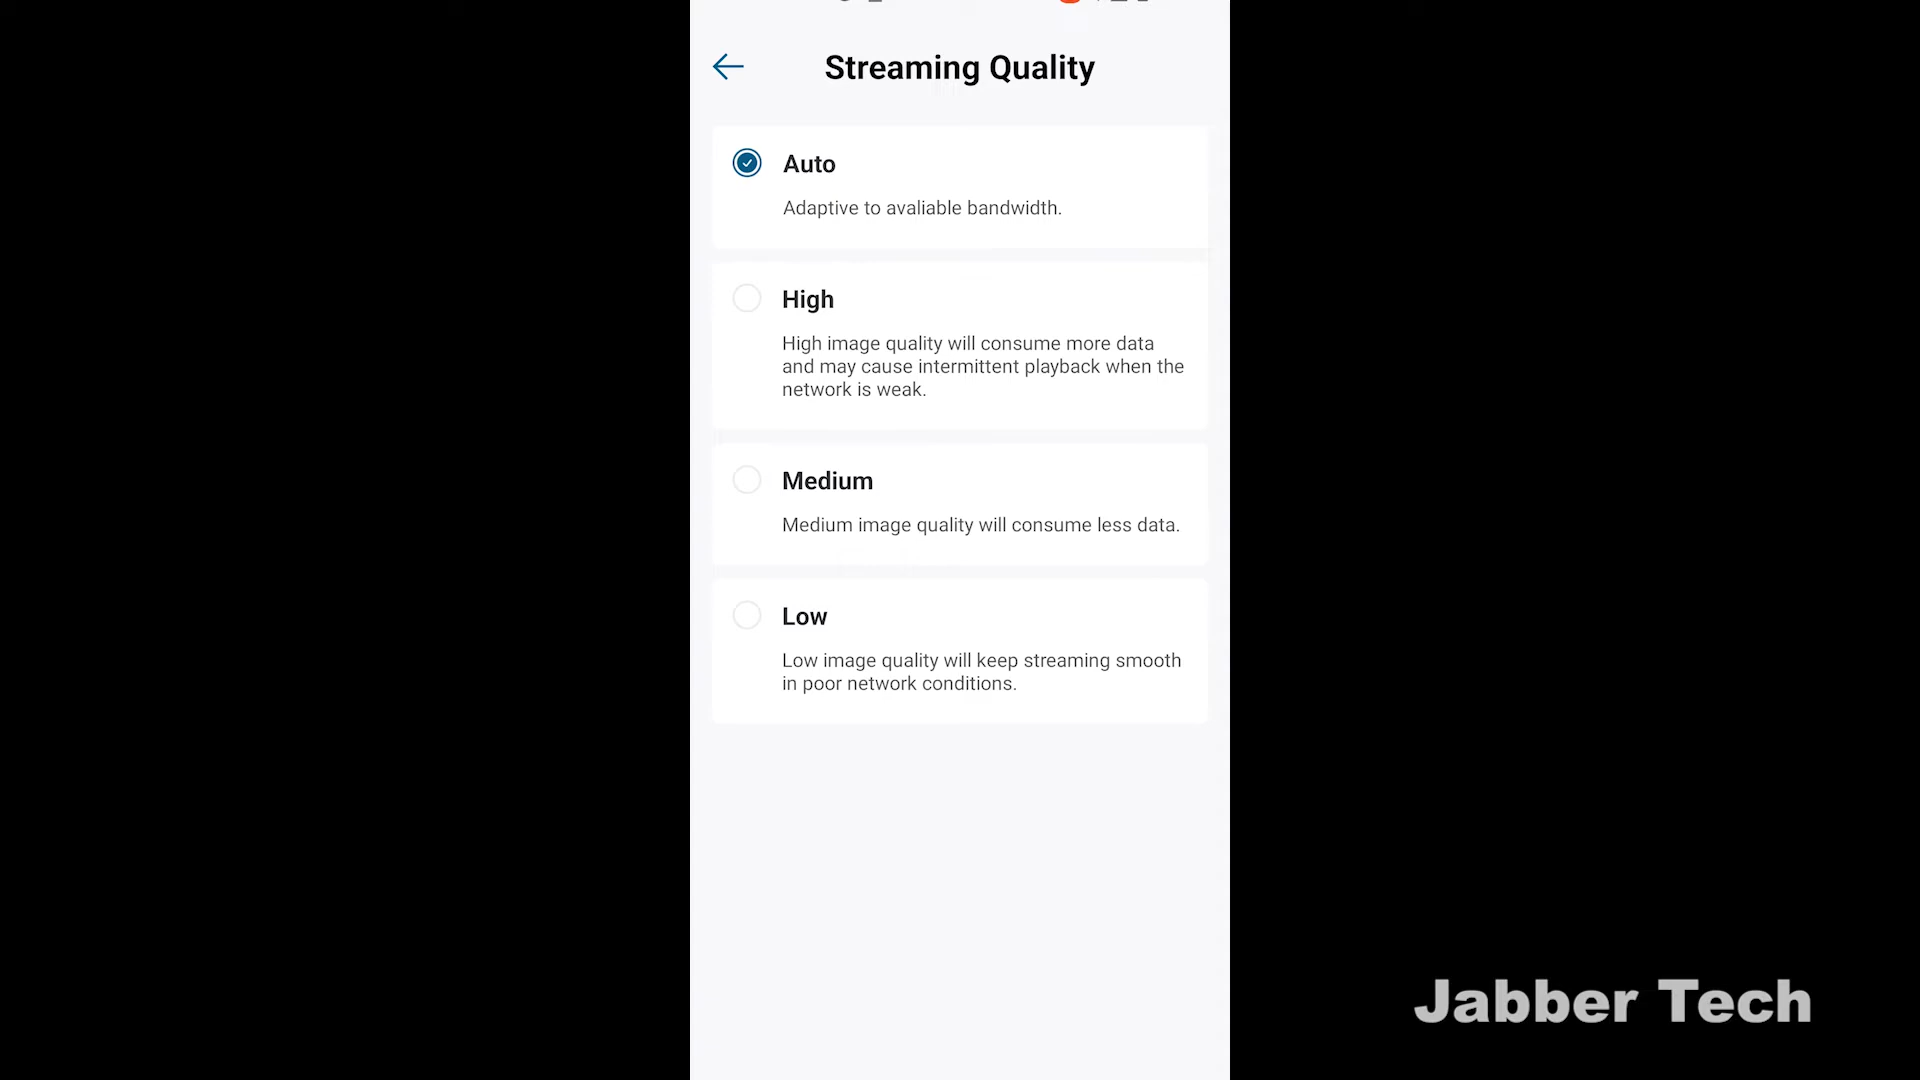 Streaming Quality
Auto
Adaptive to avaliable bandwidth.
High
High image quality will consume more data
and may cause intermittent playback when the
network is weak.
Medium
Medium image quality will consume less data.
Low
Low image quality will keep streaming smooth
in poor network conditions.
Jabber Tech